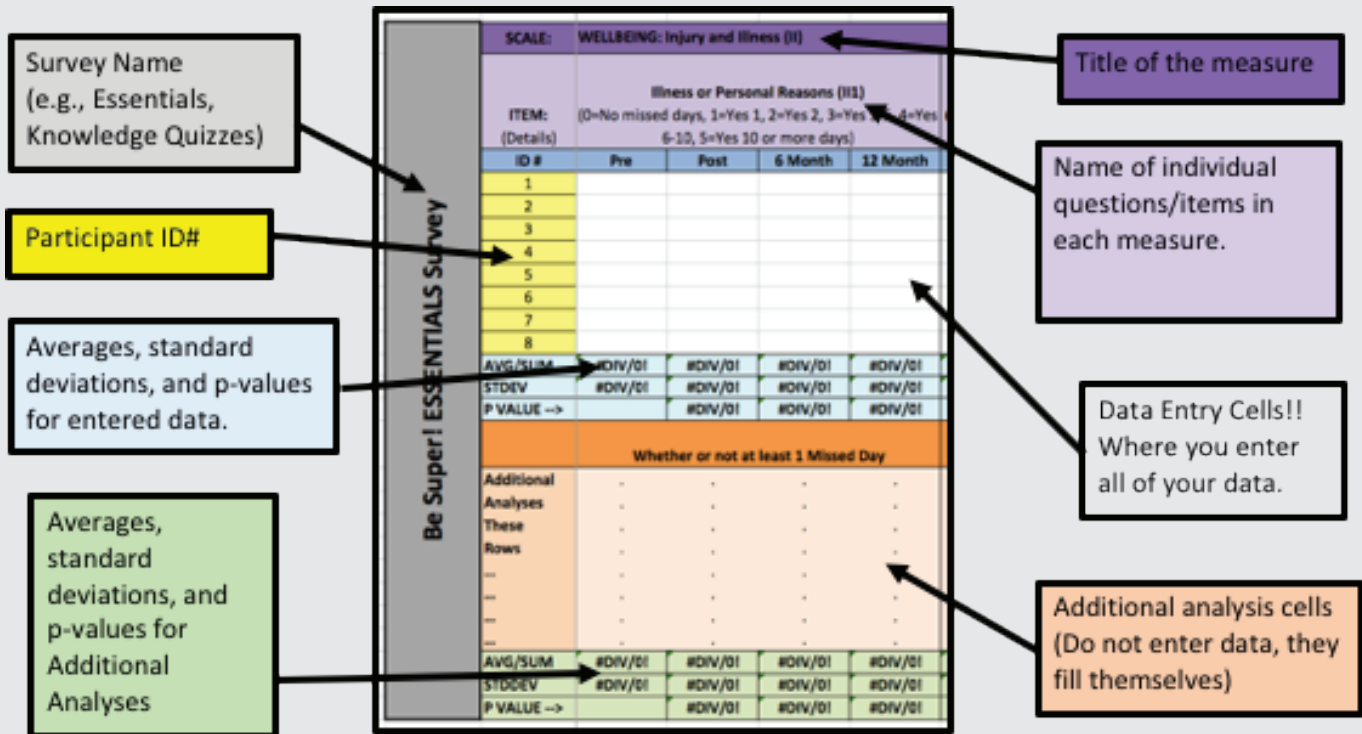 Survey Name
(e.g., Essentials,
Knowledge Quizzes)
Participant ID#
Averages, standard
deviations, and p-values
for entered data.
Averages,
standard
deviations, and
p-values for
Additional
Analyses
Be Super! ESSENTIALS Survey
SCALE: WELLBEING: Injury and Illness (II)
Illness or Personal Reasons (II1)
ITEM: (0=No missed days, 1=Yes 1, 2=Yes 2, 3=Yes 4=Yes
(Details) 6-10, 5=Yes 10 or more days)
ID # Pre Post 6 Month 12 Month
1
2
3
4
5
6
7
8
AVG/SUM #DIV/0! #DIV/0! #DIV/0! #DIV/0!
STDEV #DIV/0! #DIV/0! #DIV/0! #DIV/0!
P VALUE --> #DIV/0! #DIV/0! #DIV/0!
Whether or not at least 1 Missed Day
Additional . . . .
Analyses . . . .
These . . . .
Rows . . . .
-- . . . .
-- . . . .
-- . . . .
-- . . . .
AVG/SUM #DIV/0! #DIV/0! #DIV/0! #DIV/0!
STDDEV #DIV/0! #DIV/0! #DIV/0! #DIV/0!
P VALUE --> #DIV/0! #DIV/0! #DIV/0!
Title of the measure
Name of individual
questions/items in
each measure.
Data Entry Cells!!
Where you enter
all of your data.
Additional analysis cells
(Do not enter data, they
fill themselves)